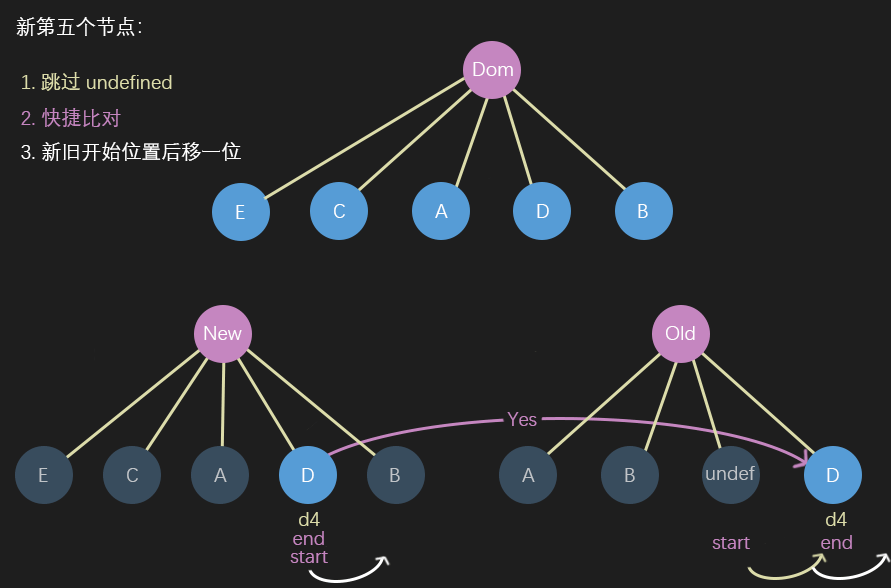 新第五个节点:
1. 跳过 undefined
2. 快捷比对
3. 新旧开始位置后移一位
Dom
E
C
A
D
B
New
Old
Yes
E
C
A
D
B
A
B
undef
D
d4
end
start
start
d4
end